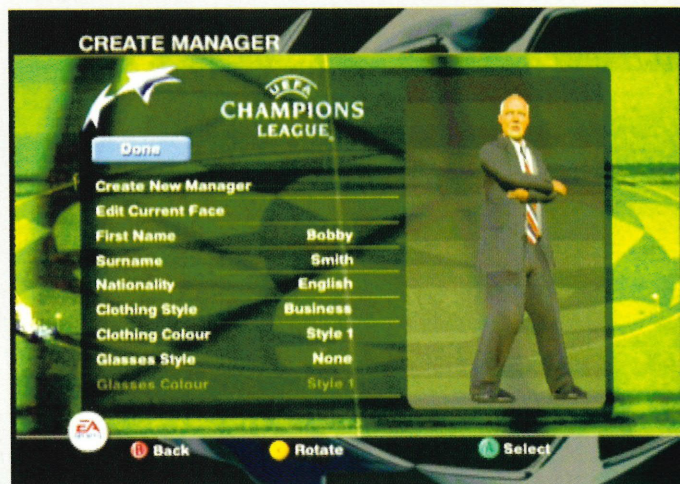 CREATE MANAGER
UEFA
CHAMPIONS
LEAGUE®
Done
Create New Manager
Edit Current Face
First Name Bobby
Surname Smith
Nationality English
Clothing Style Business
Clothing Colour Style 1
Glasses Style None
Glasses Colour Style 1
EA
SPORTS
B Back Rotate A Select